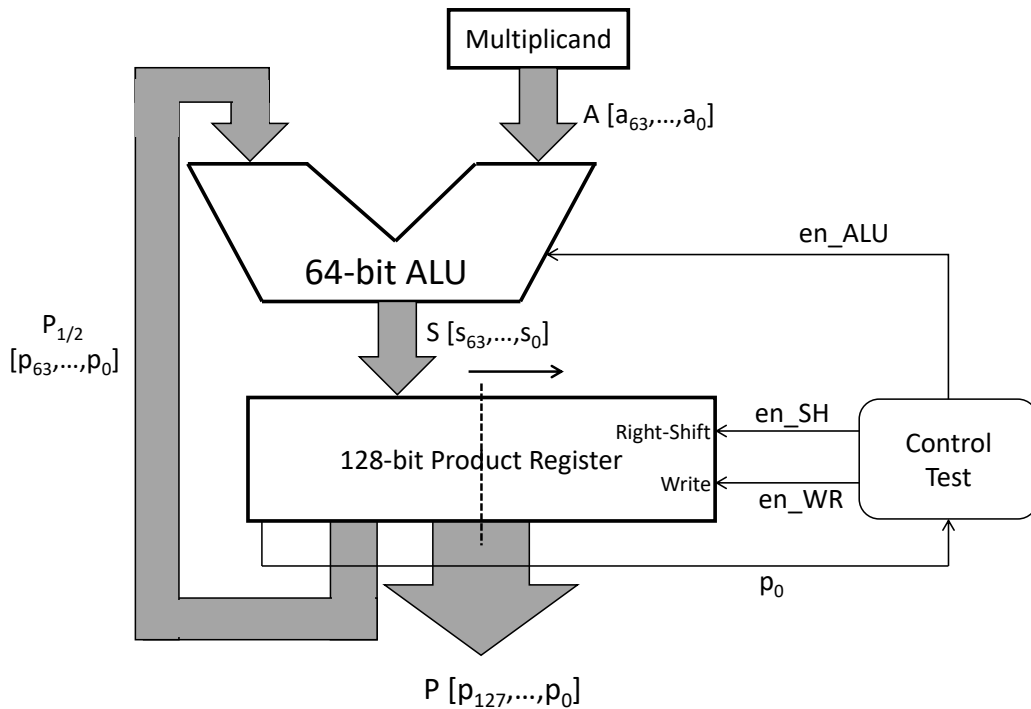 Multiplicand
A [a63,...,a0]
en_ALU
64-bit ALU
P1/2
[p63,...,p0]
S [s63,...,s0]
en_SH
Right-Shift
Control
Test
128-bit Product Register
Write
en_WR
p0
P [p127,...,p0]